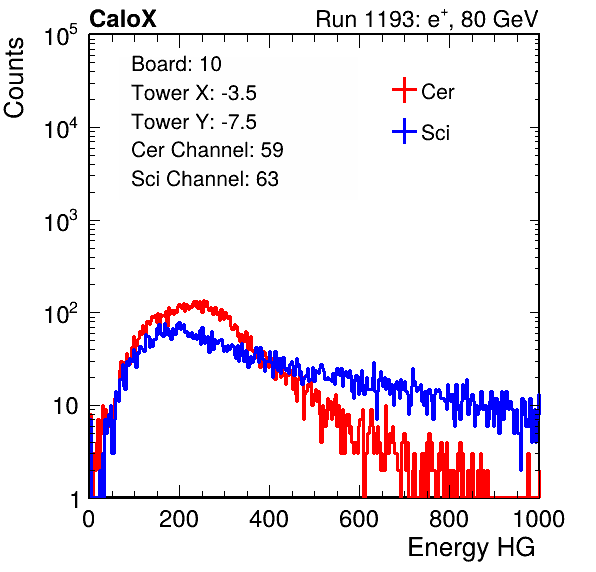 CaloX Run 1193: e⁺, 80 GeV
Counts
10⁵
10⁴
10³
10²
10
1
Board: 10
Tower X: -3.5
Tower Y: -7.5
Cer Channel: 59
Sci Channel: 63
Cer
Sci
0 200 400 600 800 1000
Energy HG